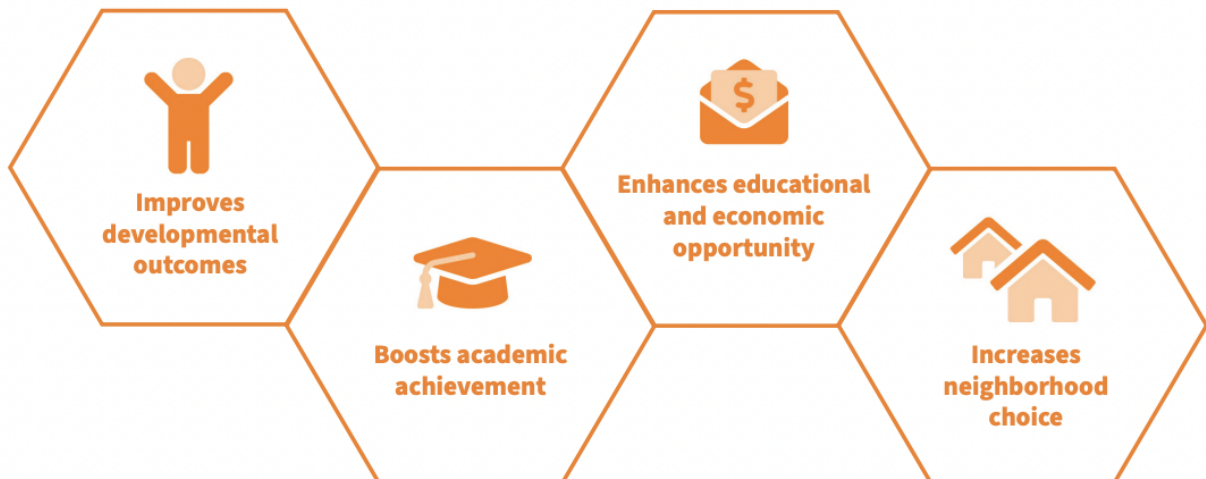 Improves
developmental
outcomes
Boosts academic
achievement
$
Enhances educational
and economic
opportunity
Increases
neighborhood
choice